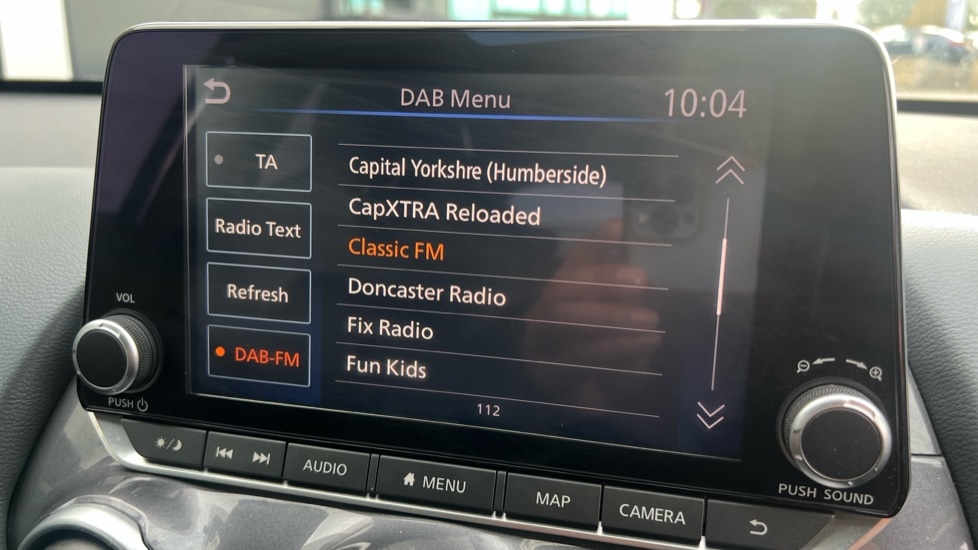 DAB Menu
10:04
TA
Radio Text
Refresh
DAB-FM
Capital Yorkshre (Humberside)
CapXTRA Reloaded
Classic FM
Doncaster Radio
Fix Radio
Fun Kids
112
VOL
PUSH
PUSH SOUND
AUDIO
MENU
MAP
CAMERA